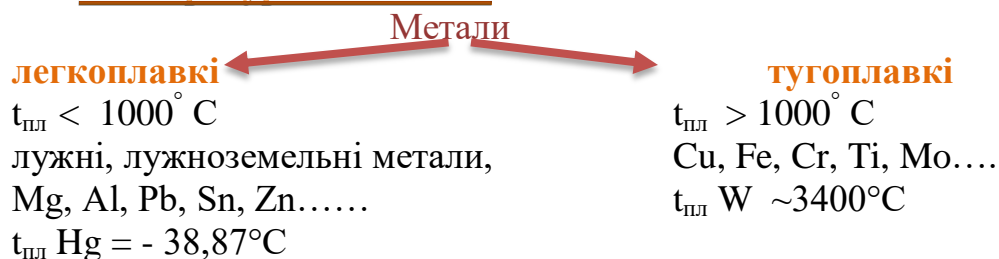 Метали
легкоплавкі
tпл < 1000° C
лужні, лужноземельні метали,
Mg, Al, Pb, Sn, Zn……
tпл Hg = - 38,87°C
тугоплавкі
tпл > 1000° C
Cu, Fe, Cr, Ti, Mo….
tпл W ~3400°C